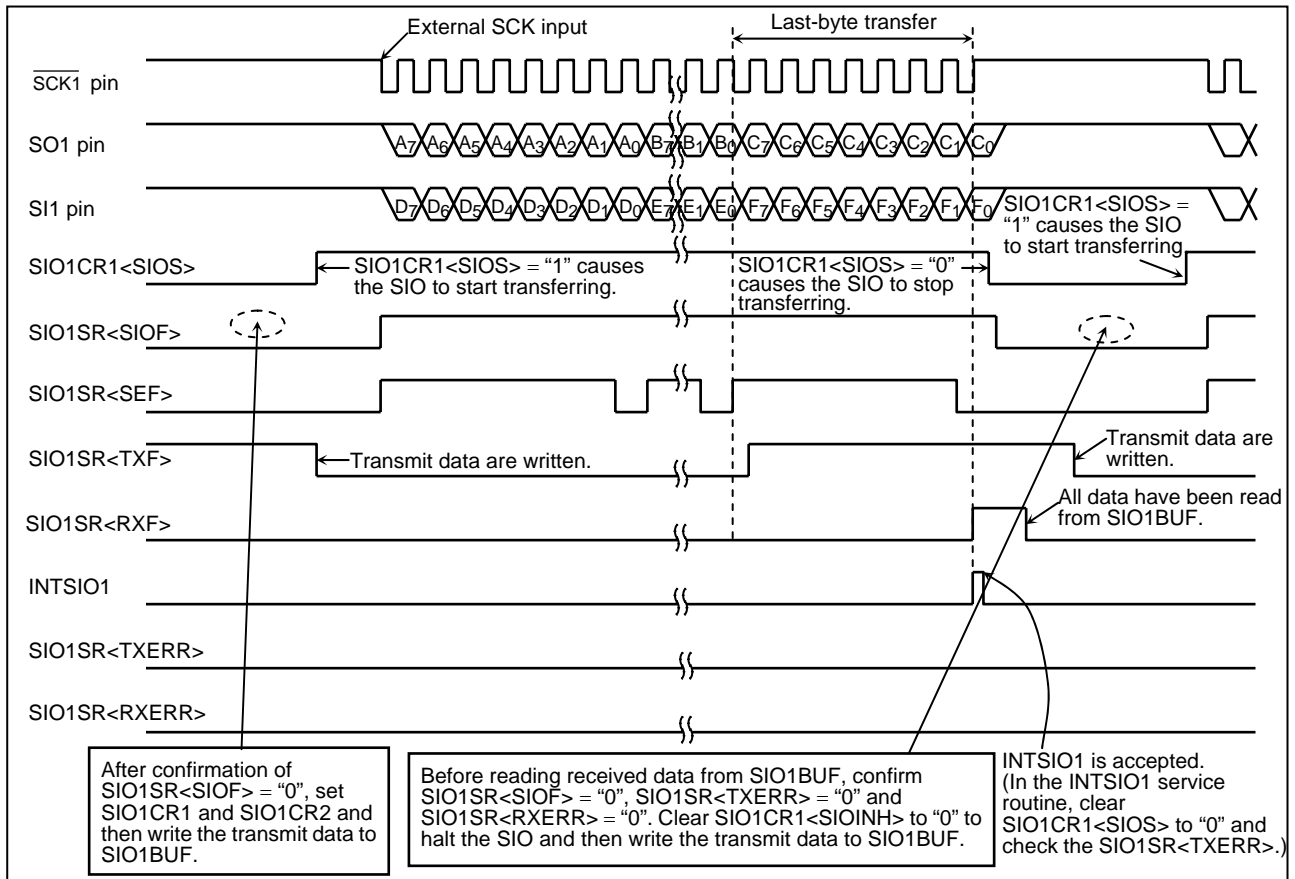 External SCK input
Last-byte transfer
SCK1 pin
SO1 pin
A7 A6 A5 A4 A3 A2 A1 A0 B7 B1 B0 C7 C6 C5 C4 C3 C2 C1 C0
SI1 pin
D7 D6 D5 D4 D3 D2 D1 D0 E7 E1 E0 F7 F6 F5 F4 F3 F2 F1 F0
SIO1CR1<SIOS> =
“1” causes the SIO
to start transferring
SIO1CR1<SIOS>
SIO1CR1<SIOS> = “1” causes
the SIO to start transferring.
SIO1CR1<SIOS> = “0”
causes the SIO to stop
transferring.
SIO1SR<SIOF>
SIO1SR<SEF>
SIO1SR<TXF>
Transmit data are written.
Transmit data are
written.
SIO1SR<RXF>
All data have been read
from SIO1BUF.
INTSIO1
SIO1SR<TXERR>
SIO1SR<RXERR>
After confirmation of
SIO1SR<SIOF> = “0”, set
SIO1CR1 and SIO1CR2 and
then write the transmit data to
SIO1BUF.
Before reading received data from SIO1BUF, confirm
SIO1SR<SIOF> = “0”, SIO1SR<TXERR> = “0” and
SIO1SR<RXERR> = “0”. Clear SIO1CR1<SIOINH> to “0” to
halt the SIO and then write the transmit data to SIO1BUF.
INTSIO1 is accepted.
(In the INTSIO1 service
routine, clear
SIO1CR1<SIOS> to “0” and
check the SIO1SR<TXERR>.)